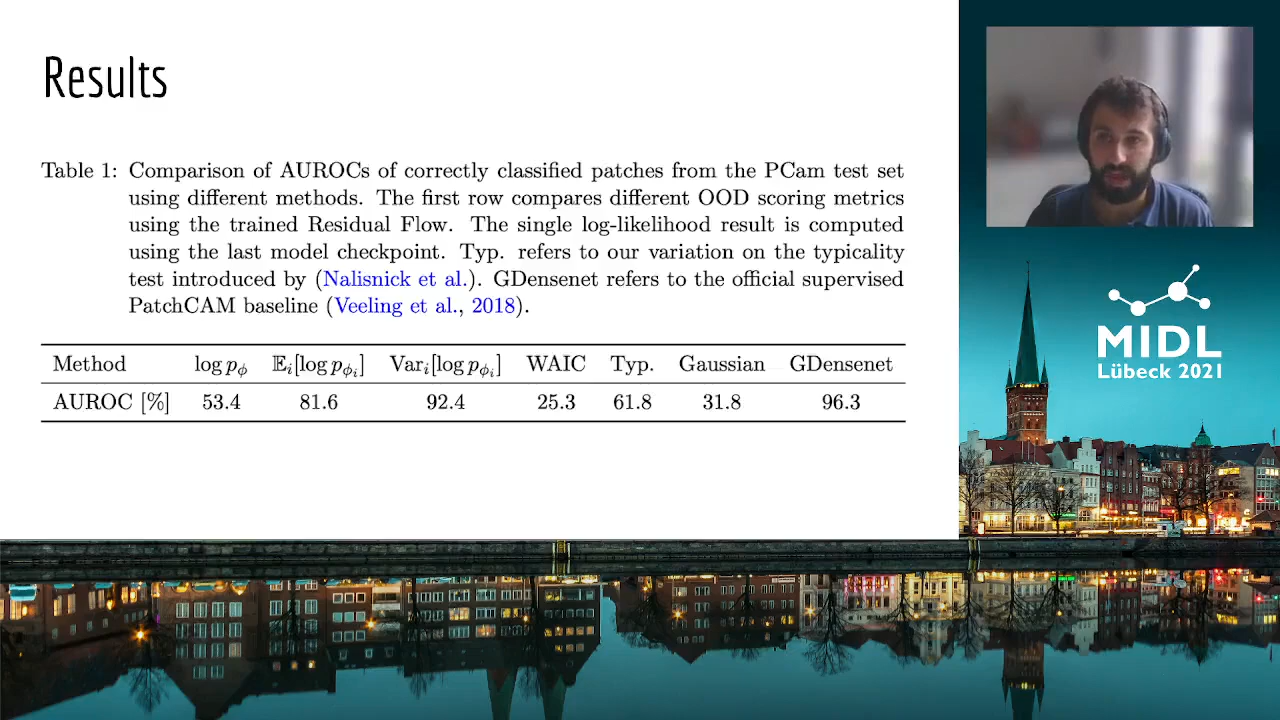 Results
Table 1: Comparison of AUROCs of correctly classified patches from the PCam test set
using different methods. The first row compares different OOD scoring metrics
using the trained Residual Flow. The single log-likelihood result is computed
using the last model checkpoint. Typ. refers to our variation on the typicality
test introduced by (Nalisnick et al.). GDensenet refers to the official supervised
PatchCAM baseline (Veeling et al., 2018).
Method log p_ϕ 𝔼_i[log p_ϕ_i] Var_i[log p_ϕ_i] WAIC Typ. Gaussian GDensenet
AUROC [%] 53.4 81.6 92.4 25.3 61.8 31.8 96.3
MIDL
Lübeck 2021